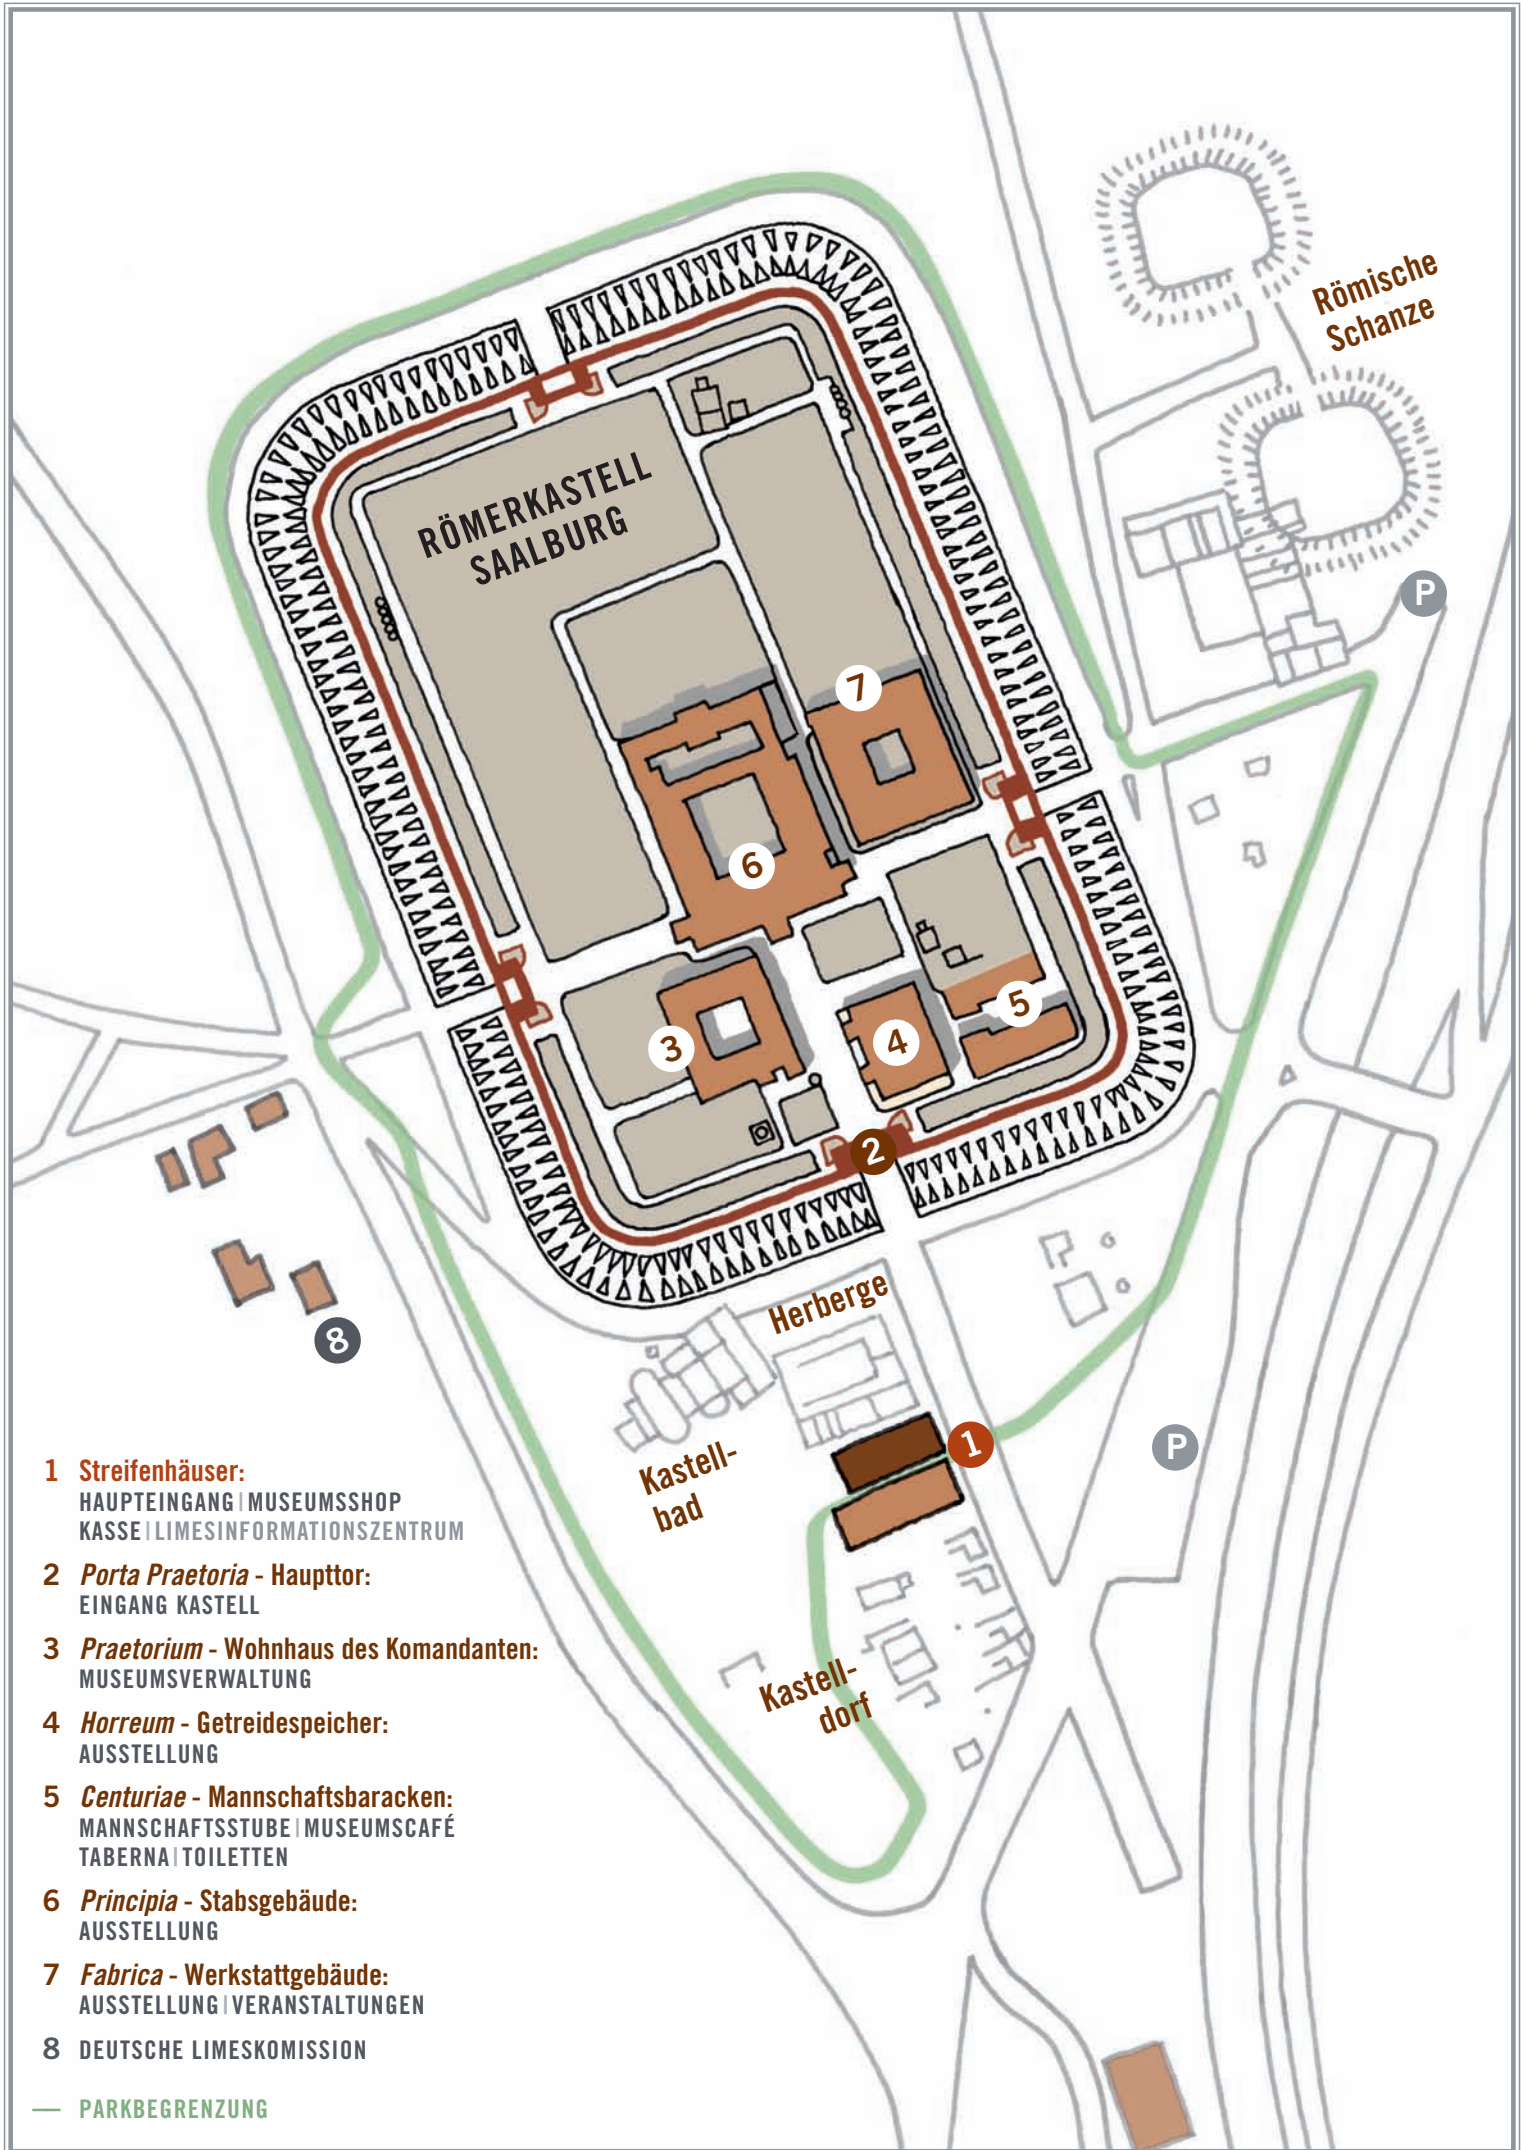 Römische
Schanze
RÖMERKASTELL
SAALBURG
P
7
6
5
4
3
2
Herberge
8
1
P
Kastell-
bad
Kastell-
dorf
1 Streifenhäuser:
HAUPTEINGANG | MUSEUMSSHOP
KASSE | LIMESINFORMATIONSZENTRUM
2 Porta Praetoria - Haupttor:
EINGANG KASTELL
3 Praetorium - Wohnhaus des Komandanten:
MUSEUMSVERWALTUNG
4 Horreum - Getreidespeicher:
AUSSTELLUNG
5 Centuriae - Mannschaftsbaracken:
MANNSCHAFTSSTUBE | MUSEUMSCAFÉ
TABERNA | TOILETTEN
6 Principia - Stabsgebäude:
AUSSTELLUNG
7 Fabrica - Werkstattgebäude:
AUSSTELLUNG | VERANSTALTUNGEN
8 DEUTSCHE LIMESKOMISSION
— PARKBEGRENZUNG